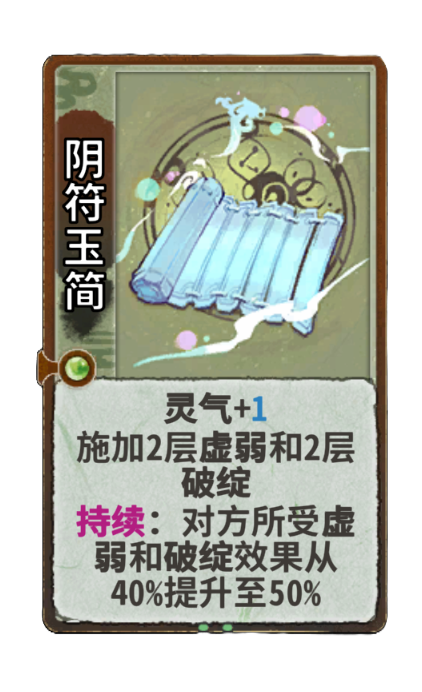 阴符玉简
灵气+1
施加2层虚弱和2层
破绽
持续：对方所受虚
弱和破绽效果从
40%提升至50%